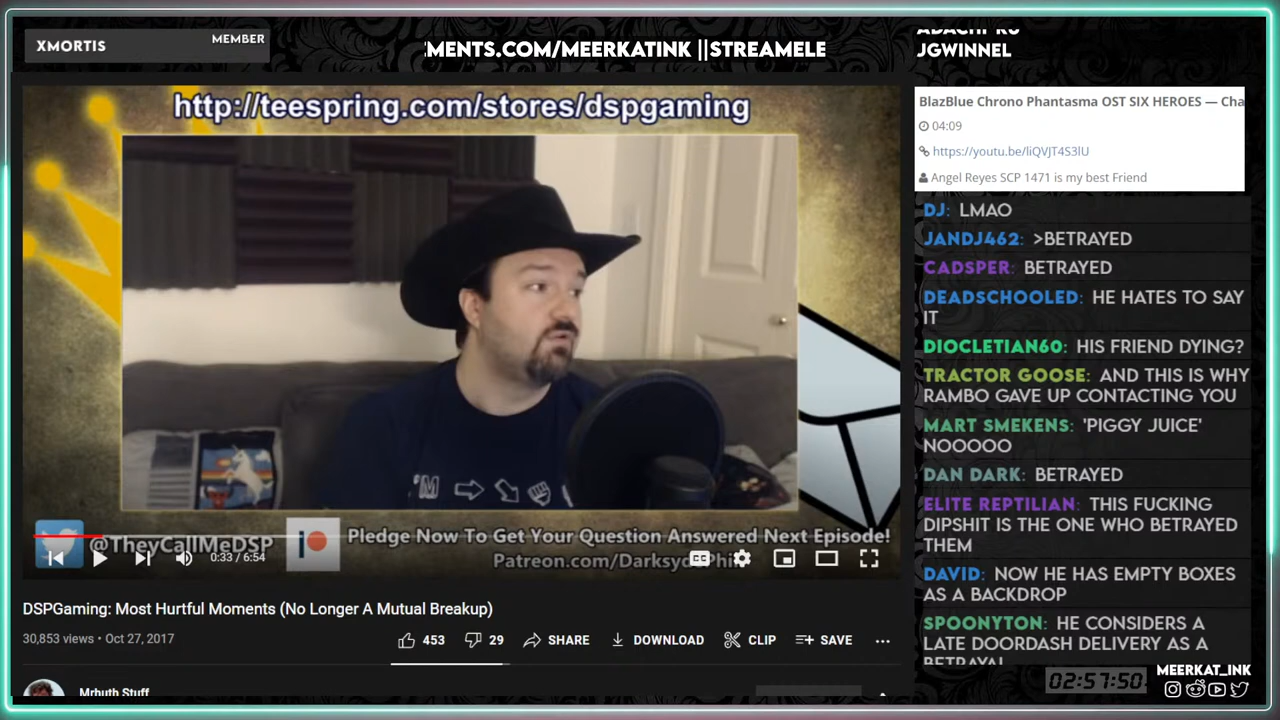 XMORTIS
MEMBER
MENTS.COM/MEERKATINK ||STREAMELE
JGWINNEL
http://teespring.com/stores/dspgaming
BlazBlue Chrono Phantasma OST SIX HEROES — Cha
04:09
https://youtu.be/liQVJT4S3lU
Angel Reyes SCP 1471 is my best Friend
DJ: LMAO
JANDJ462: >BETRAYED
CADSPER: BETRAYED
DEADSCHOOLED: HE HATES TO SAY
IT
DIOCLETIAN60: HIS FRIEND DYING?
TRACTOR GOOSE: AND THIS IS WHY
RAMBO GAVE UP CONTACTING YOU
MART SMEKENS: 'PIGGY JUICE'
NOOOOO
DAN DARK: BETRAYED
ELITE REPTILIAN: THIS FUCKING
DIPSHIT IS THE ONE WHO BETRAYED
THEM
DAVID: NOW HE HAS EMPTY BOXES
AS A BACKDROP
SPOONYTON: HE CONSIDERS A
LATE DOORDASH DELIVERY AS A
BETRAYAL
'M
@TheyCallMeDSP
Pledge Now To Get Your Question Answered Next Episode!
0:33 / 6:54
CC
DSPGaming: Most Hurtful Moments (No Longer A Mutual Breakup)
30,853 views • Oct 27, 2017
453
29
SHARE
DOWNLOAD
CLIP
SAVE
Mrhuth Stuff
02:57:50
MEERKAT_INK